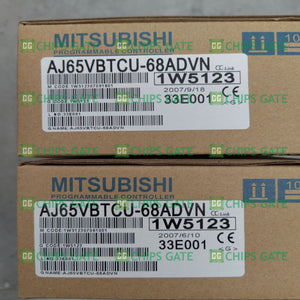 MITSUBISHI
PROGRAMMABLE CONTROLLER
AJ65VBTCU-68ADVN
1W5123
2007/9/18
33E001
CHIPS GATE
MITSUBISHI
PROGRAMMABLE CONTROLLER
AJ65VBTCU-68ADVN
1W5123
2007/6/10
33E001